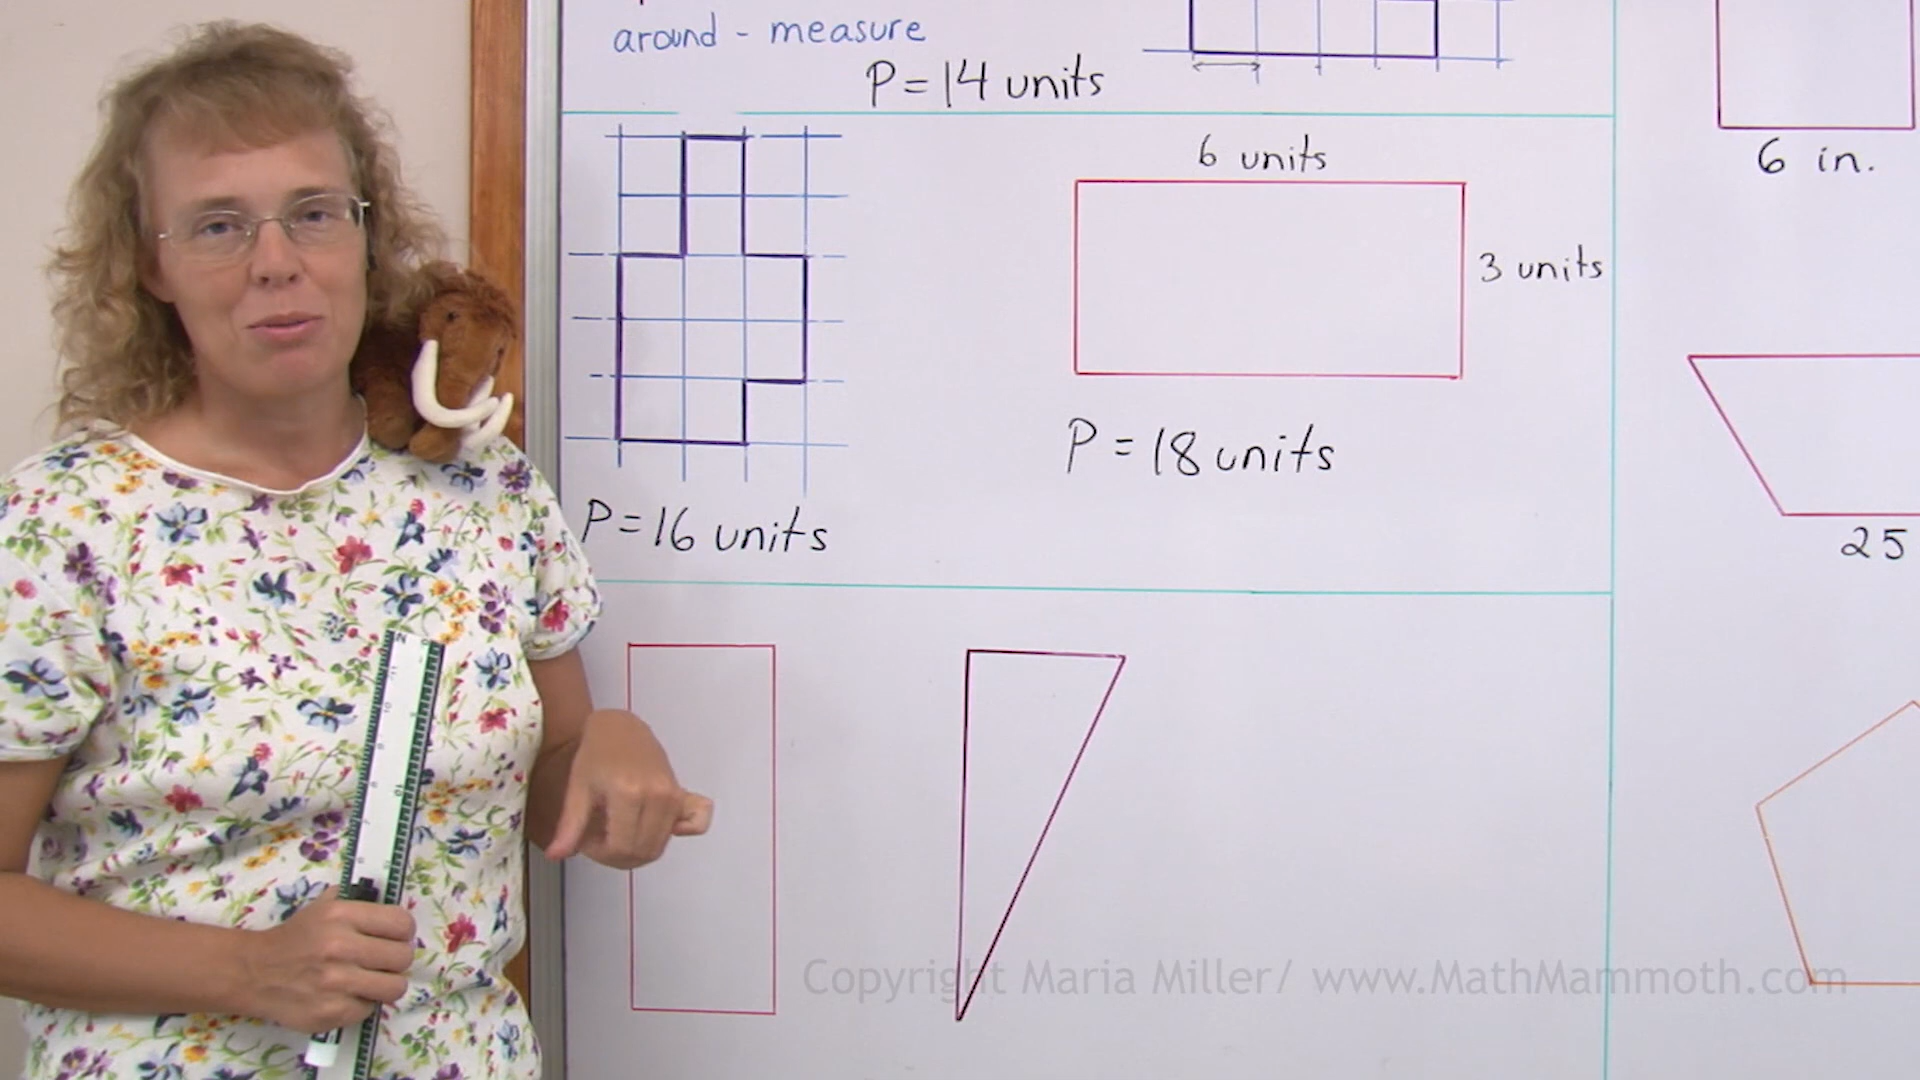 around - measure
P = 14 units
6 units
3 units
P = 18 units
P = 16 units
6 in.
25
Copyright Maria Miller/ www.MathMammoth.com